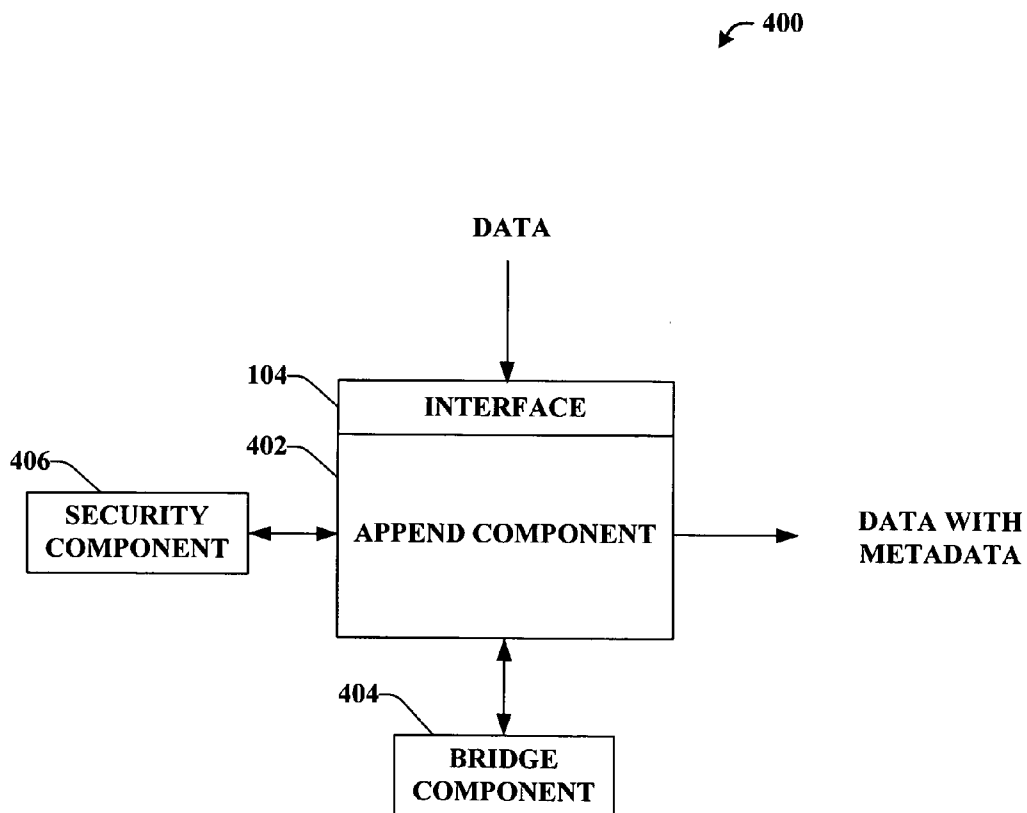 400
DATA
104
INTERFACE
402
406
SECURITY
COMPONENT
APPEND COMPONENT
DATA WITH
METADATA
404
BRIDGE
COMPONENT